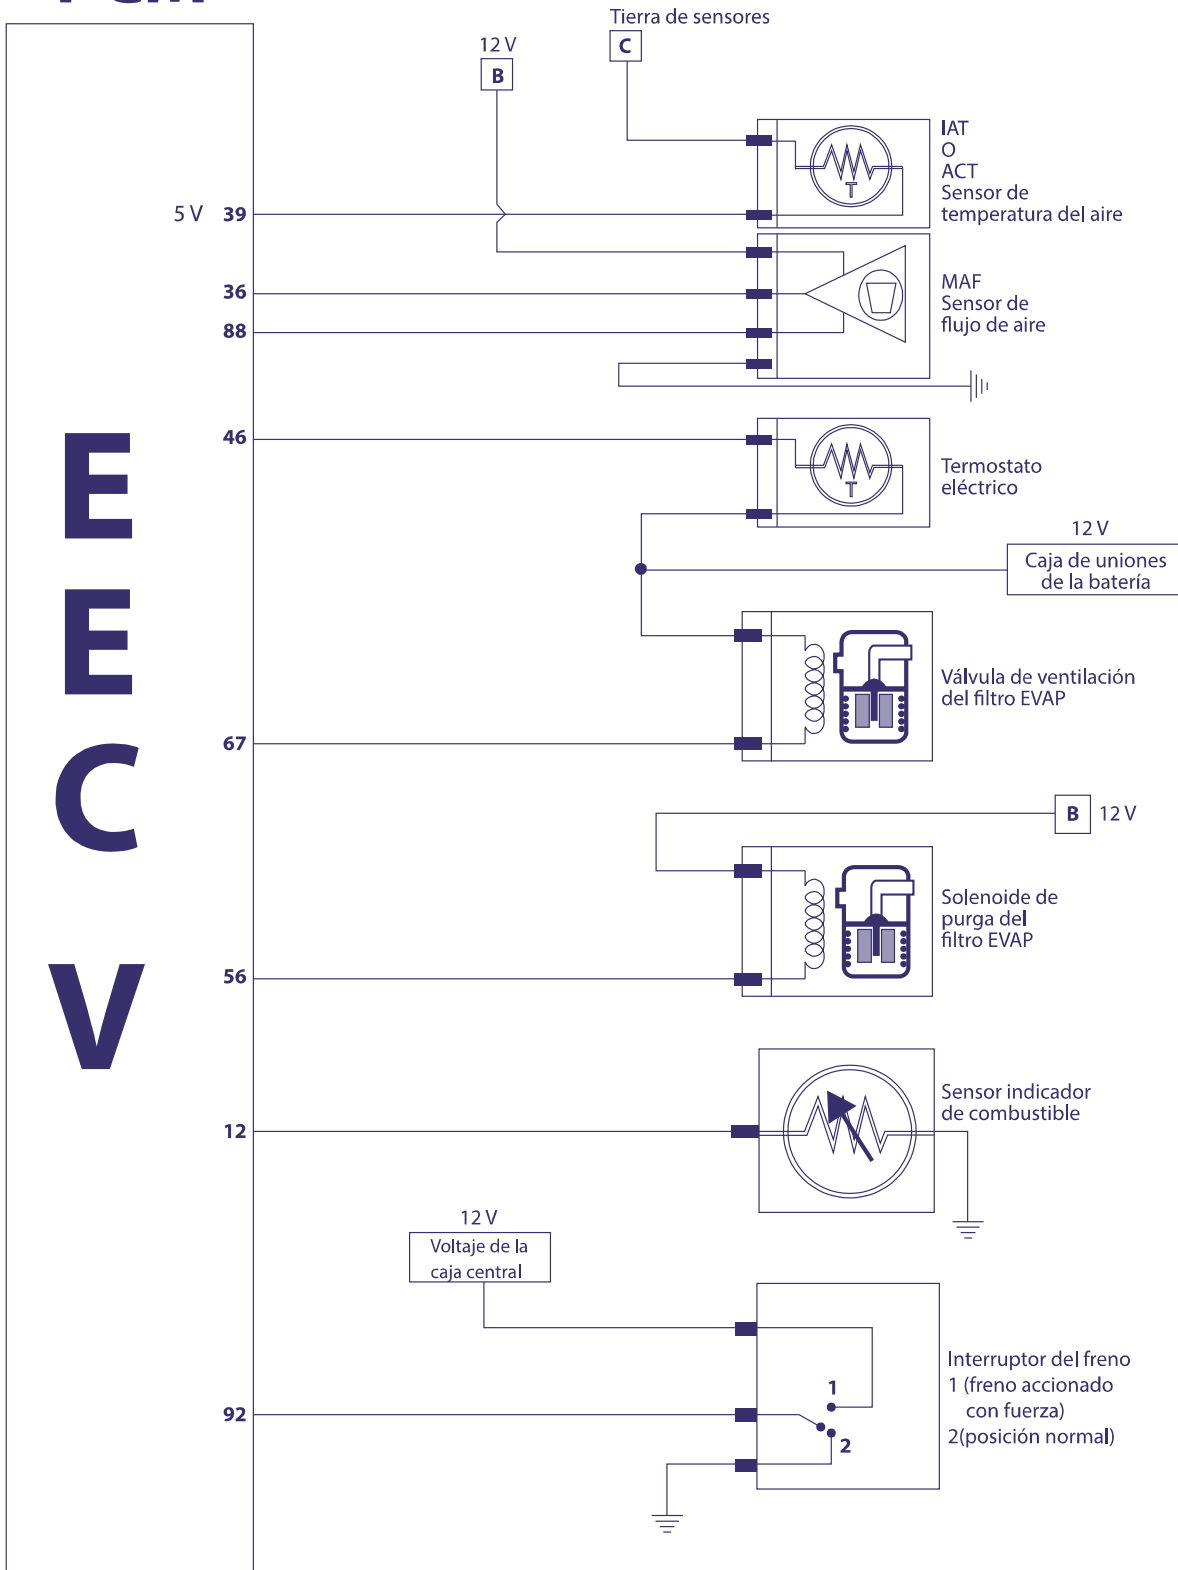 Tierra de sensores
C
12 V
B
IAT
O
ACT
Sensor de
temperatura del aire
T
5 V 39
MAF
Sensor de
flujo de aire
36
88
46
Termostato
eléctrico
T
12 V
Caja de uniones
de la batería
Válvula de ventilación
del filtro EVAP
67
B 12 V
Solenoide de
purga del
filtro EVAP
56
Sensor indicador
de combustible
12
12 V
Voltaje de la
caja central
Interruptor del freno
1 (freno accionado
con fuerza)
2(posición normal)
1
92
2
E
E
C
V